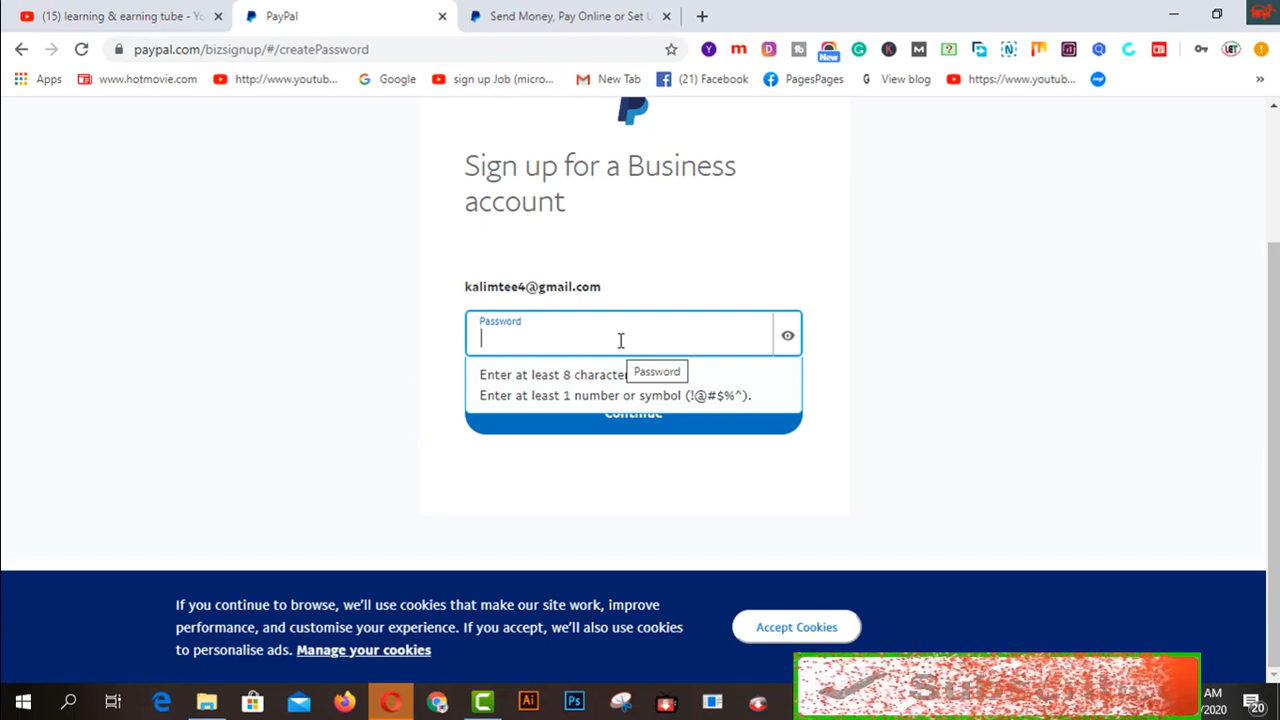 (15) learning & earning tube - Yo
PayPal
Send Money, Pay Online or Set U
paypal.com/bizsignup/#/createPassword
New
Apps
www.hotmovie.com
http://www.youtub...
Google
sign up Job (micro...
New Tab
(21) Facebook
PagesPages
View blog
https://www.youtub...
»
Sign up for a Business
account
kalimtee4@gmail.com
Password
Enter at least 8 character
Password
Enter at least 1 number or symbol (!@#$%^).
Continue
If you continue to browse, we'll use cookies that make our site work, improve
performance, and customise your experience. If you accept, we'll also use cookies
to personalise ads. Manage your cookies
Accept Cookies
AM
/2020
20